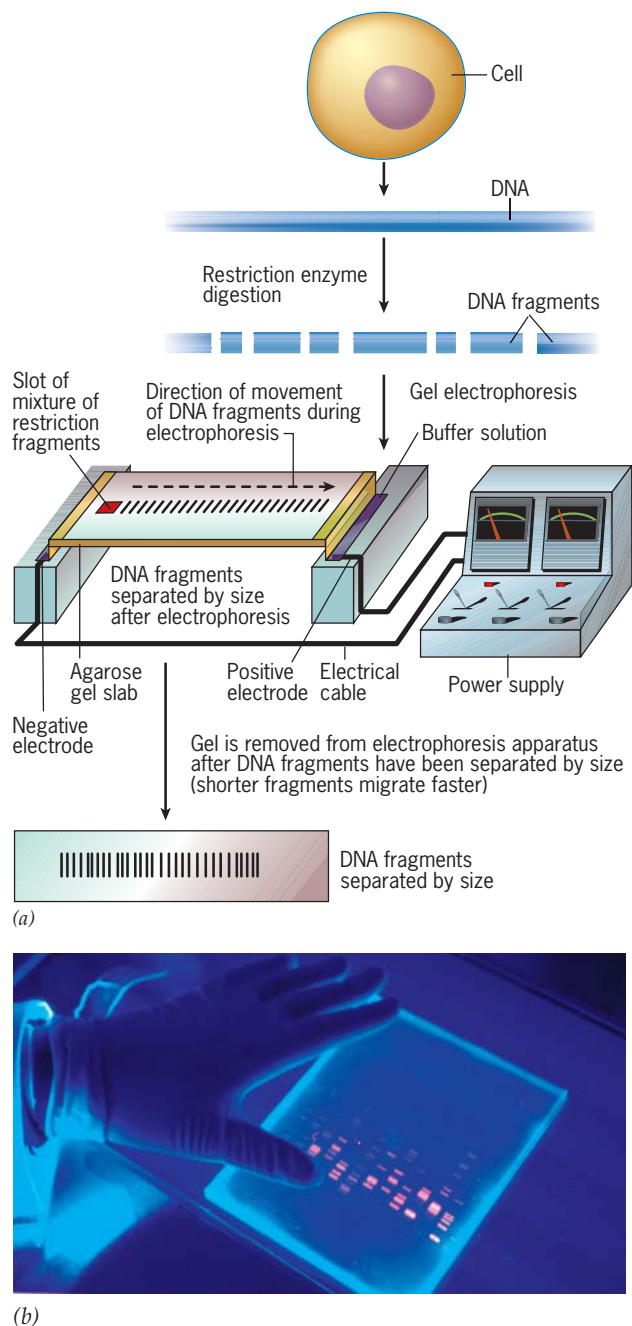 Cell
DNA
Restriction enzyme
digestion
DNA fragments
Slot of
mixture of
restriction
fragments
Direction of movement
of DNA fragments during
electrophoresis
Gel electrophoresis
Buffer solution
DNA fragments
separated by size
after electrophoresis
Agarose
gel slab
Positive
electrode
Electrical
cable
Power supply
Negative
electrode
Gel is removed from electrophoresis apparatus
after DNA fragments have been separated by size
(shorter fragments migrate faster)
DNA fragments
separated by size
(a)
(b)